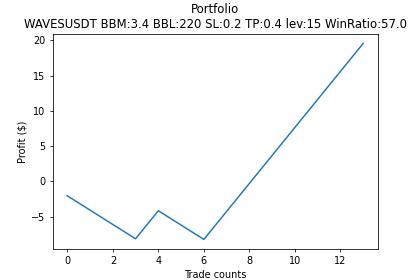 Portfolio
WAVESUSDT BBM:3.4 BBL:220 SL:0.2 TP:0.4 lev:15 WinRatio:57.0
20
15
10
5
0
−5
Profit ($)
0 2 4 6 8 10 12
Trade counts